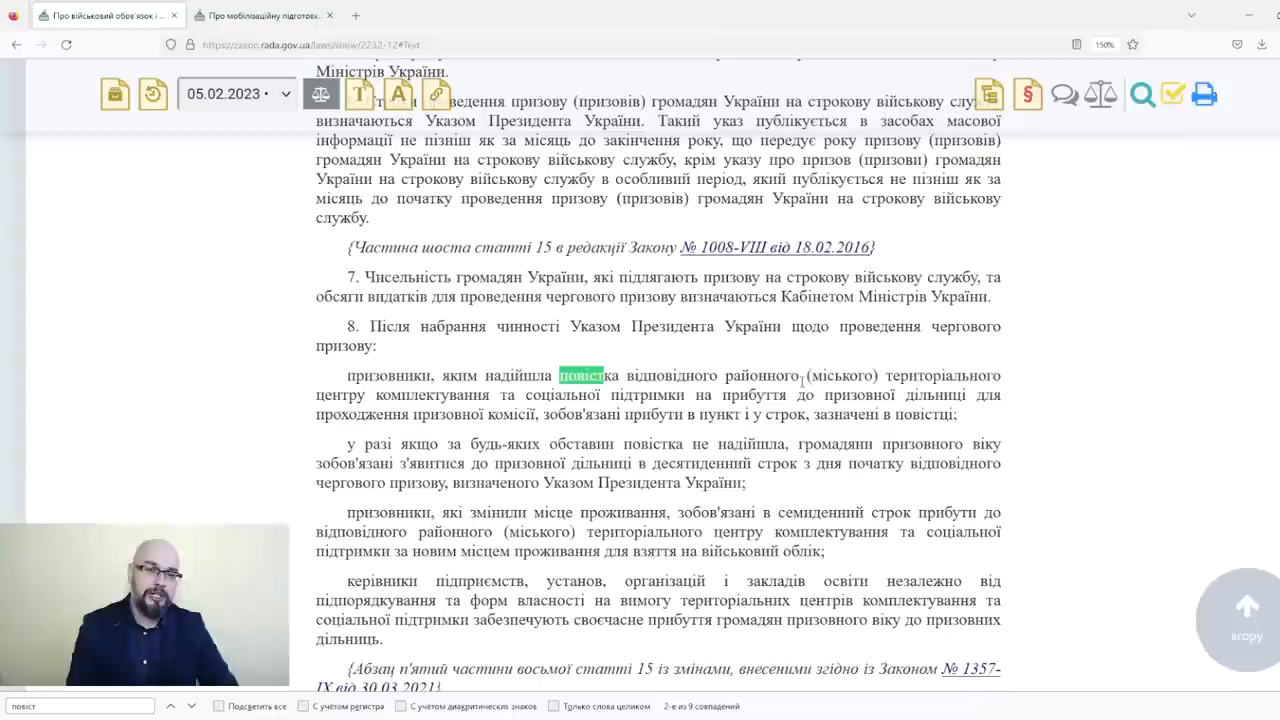 Про військовий обов'язок і ...
Про мобілізаційну підготовк
https://zakon.rada.gov.ua/laws/show/2232-12#Text
150%
Міністрів України.
05.02.2023
ведення призову (призовів) громадян України на строкову військову
визначаються Указом Президента України. Такий указ публікується в засобах масової
інформації не пізніш як за місяць до закінчення року, що передує року призову (призовів)
громадян України на строкову військову службу, крім указу про призов (призови) громадян
України на строкову військову службу в особливий період, який публікується не пізніш як за
місяць до початку проведення призову (призовів) громадян України на строкову військову
службу.
{Частина шоста статті 15 в редакції Закону № 1008-VIII від 18.02.2016}
7. Чисельність громадян України, які підлягають призову на строкову військову службу, та
обсяги видатків для проведення чергового призову визначаються Кабінетом Міністрів України.
8. Після набрання чинності Указом Президента України щодо проведення чергового
призову:
призовники, яким надійшла повістка відповідного районного (міського) територіального
центру комплектування та соціальної підтримки на прибуття до призовної дільниці для
проходження призовної комісії, зобов'язані прибути в пункт і у строк, зазначені в повістці;
у разі якщо за будь-яких обставин повістка не надійшла, громадяни призовного віку
зобов'язані з'явитися до призовної дільниці в десятиденний строк з дня початку відповідного
чергового призову, визначеного Указом Президента України;
призовники, які змінили місце проживання, зобов'язані в семиденний строк прибути до
відповідного районного (міського) територіального центру комплектування та соціальної
підтримки за новим місцем проживання для взяття на військовий облік;
керівники підприємств, установ, організацій і закладів освіти незалежно від
підпорядкування та форм власності на вимогу територіальних центрів комплектування та
соціальної підтримки забезпечують своєчасне прибуття громадян призовного віку до призовних
дільниць.
{Абзац п'ятий частини восьмої статті 15 із змінами, внесеними згідно із Законом № 1357-
IX від 30.03.2021}
вгору
повіст
Подсветить все
С учётом регистра
С учётом диакритических знаков
Только слова целиком
2-е из 9 совпадений